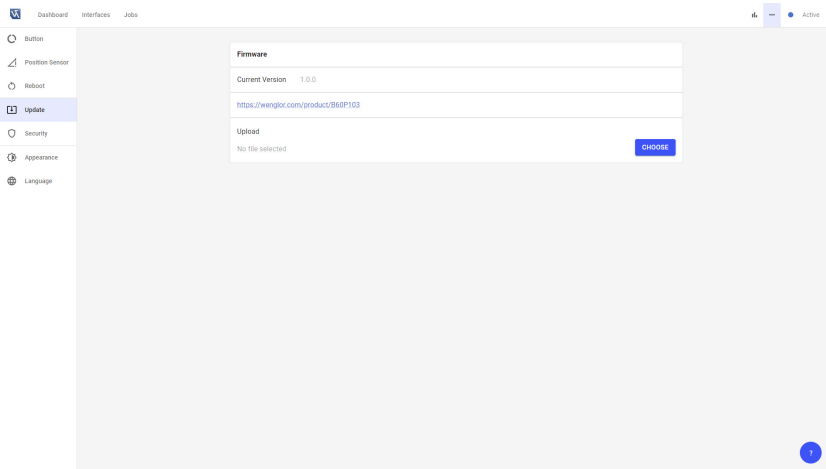 Dashboard Interfaces Jobs Active
Button
Position Sensor
Reboot
Update
Security
Appearance
Language
Firmware
Current Version 1.0.0
https://wenglor.com/product/B60P103
Upload
No file selected
CHOOSE
?